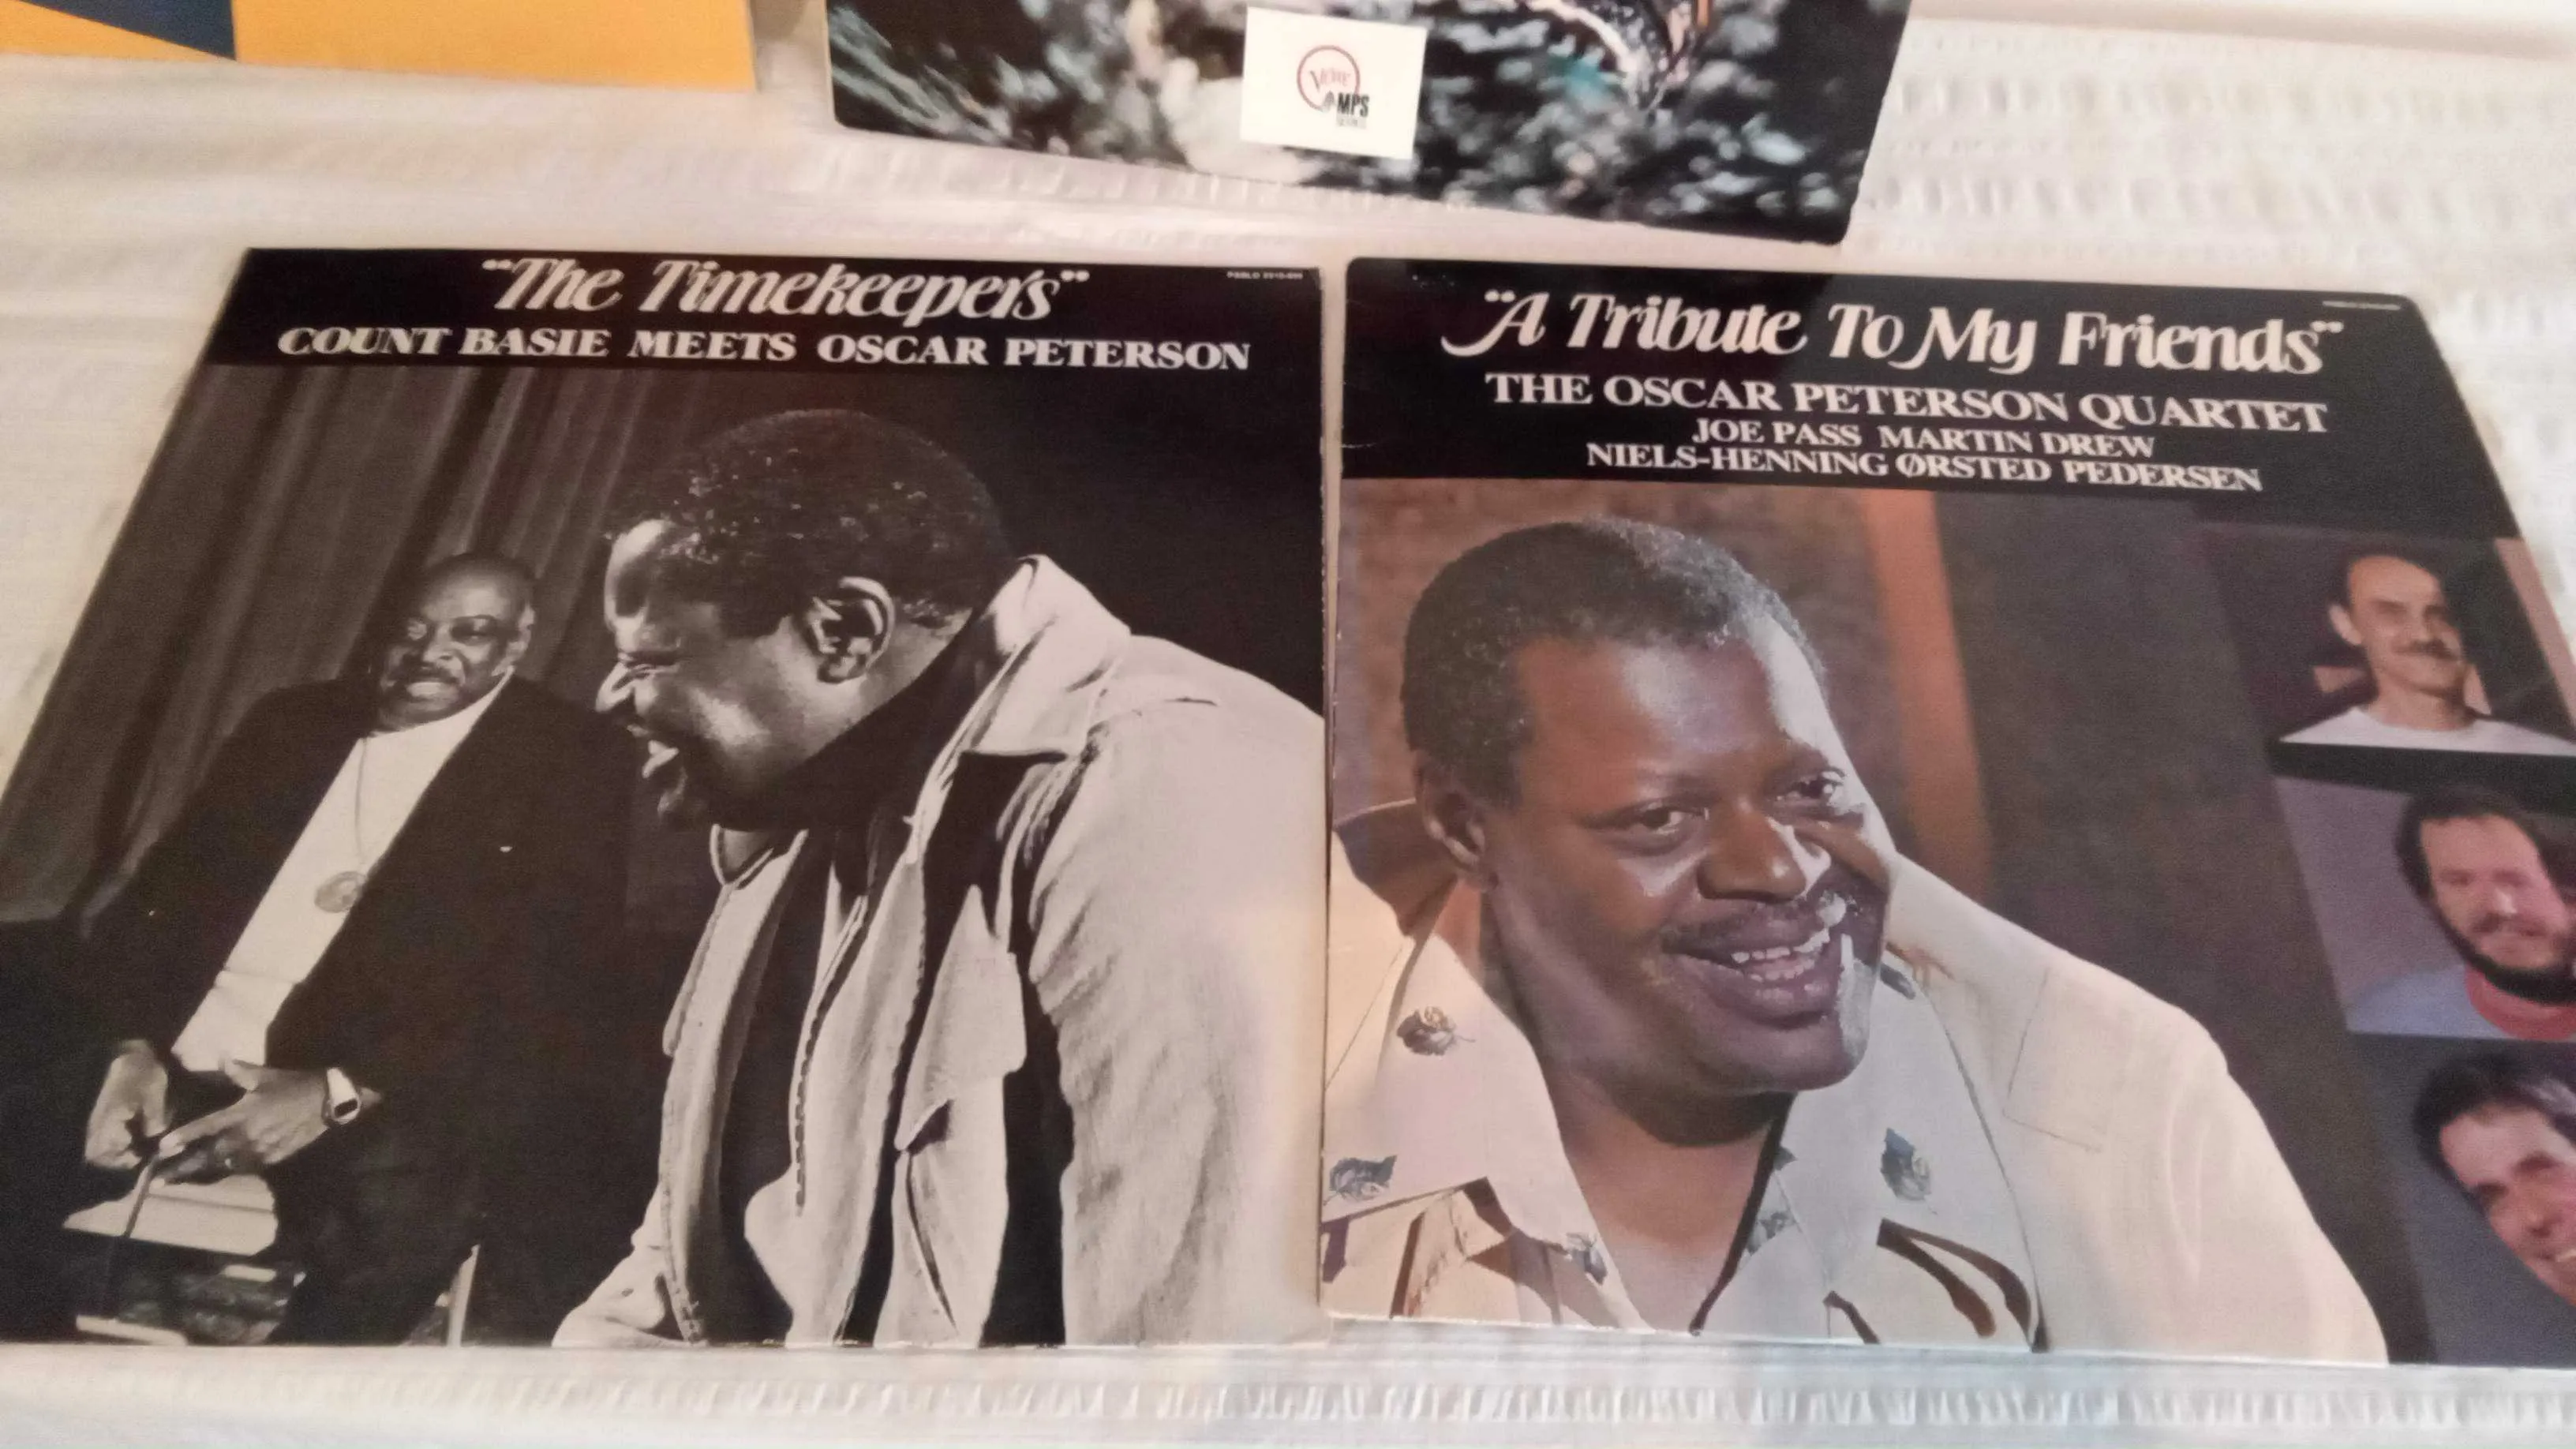 Verve
MPS
"The Timekeepers"
COUNT BASIE MEETS OSCAR PETERSON
"A Tribute To My Friends"
THE OSCAR PETERSON QUARTET
JOE PASS MARTIN DREW
NIELS-HENNING ØRSTED PEDERSEN